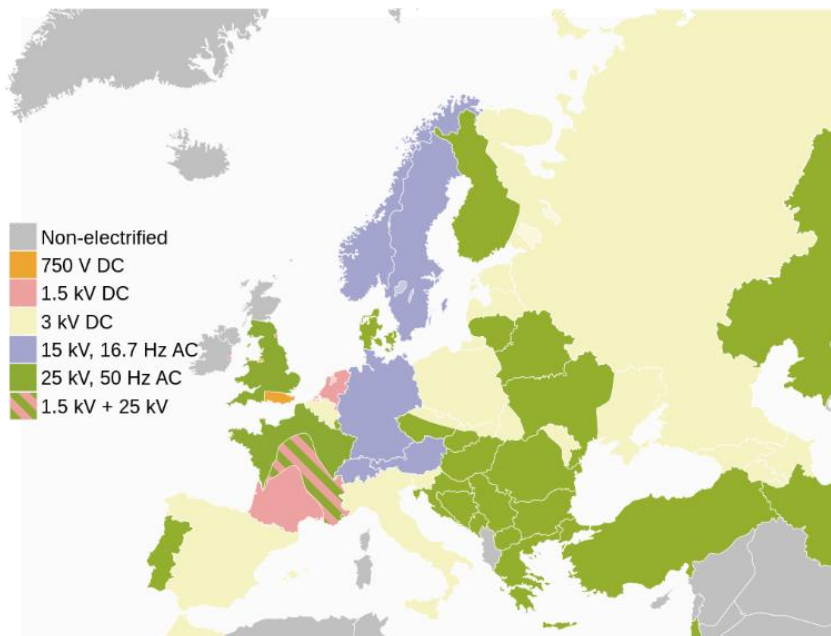 Non-electrified
750 V DC
1.5 kV DC
3 kV DC
15 kV, 16.7 Hz AC
25 kV, 50 Hz AC
1.5 kV + 25 kV